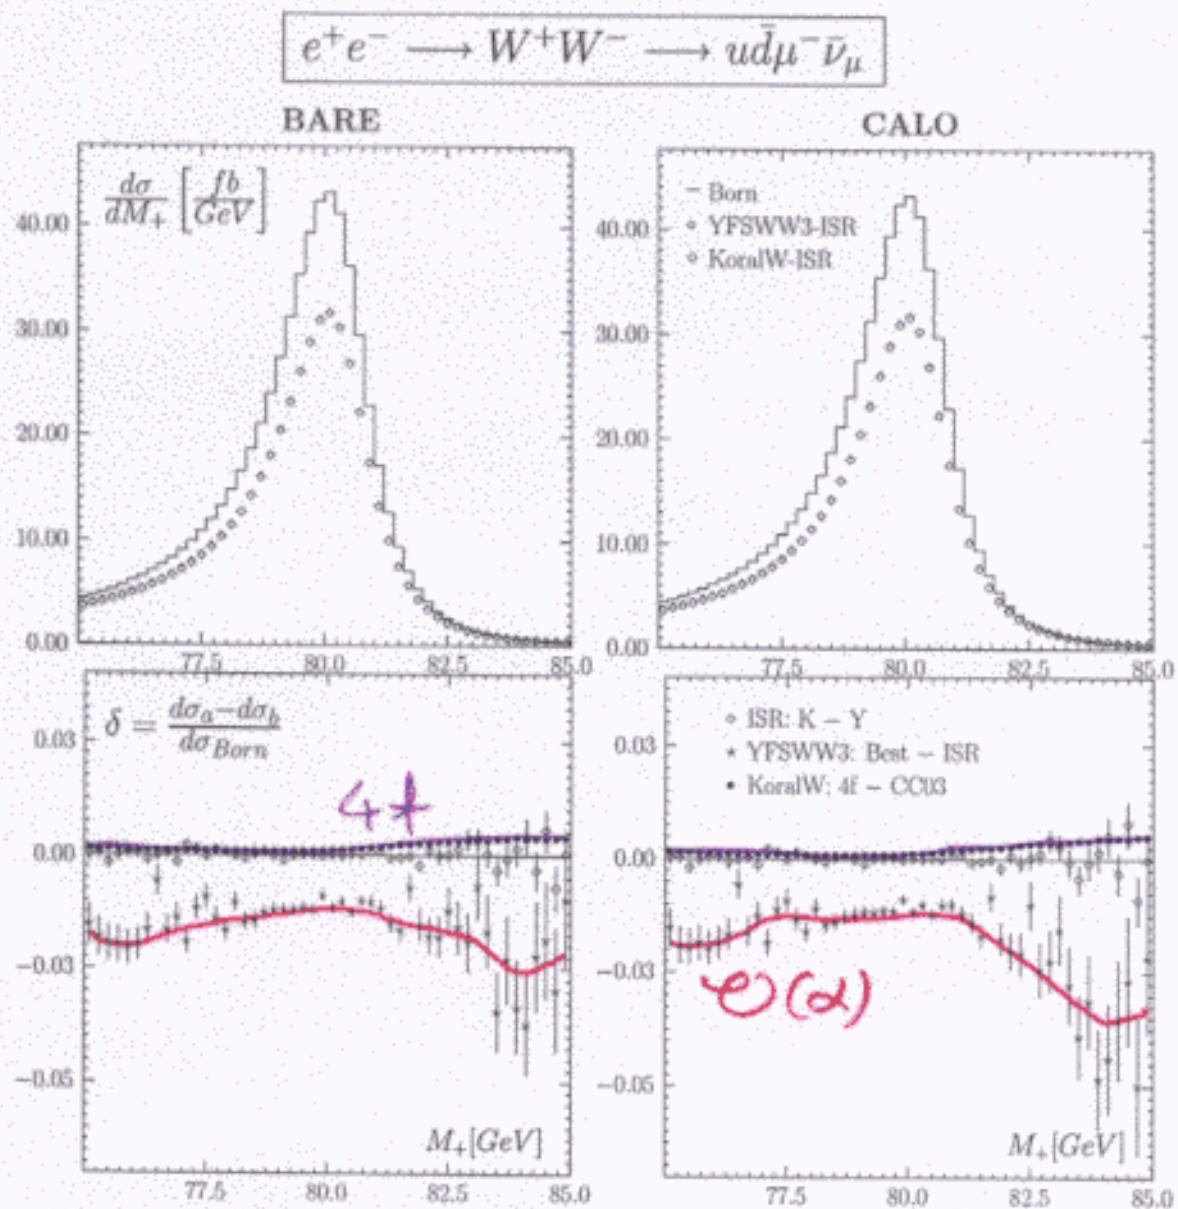 e⁺e⁻ ⟶ W⁺W⁻ ⟶ ud̄μ⁻ν̄_μ
BARE
CALO
dσ/dM₊ [fb/GeV]
40.00
30.00
20.00
10.00
0.00
77.5 80.0 82.5 85.0
— Born
◦ YFSWW3-ISR
◦ KoralW-ISR
40.00
30.00
20.00
10.00
0.00
77.5 80.0 82.5 85.0
δ = dσₐ−dσ_b/dσ_Born
4f
0.03
0.00
−0.03
−0.05
M₊[GeV]
77.5 80.0 82.5 85.0
◦ ISR: K − Y
⋆ YFSWW3: Best − ISR
• KoralW: 4f − CC03
O(α)
0.03
0.00
−0.03
−0.05
M₊[GeV]
77.5 80.0 82.5 85.0